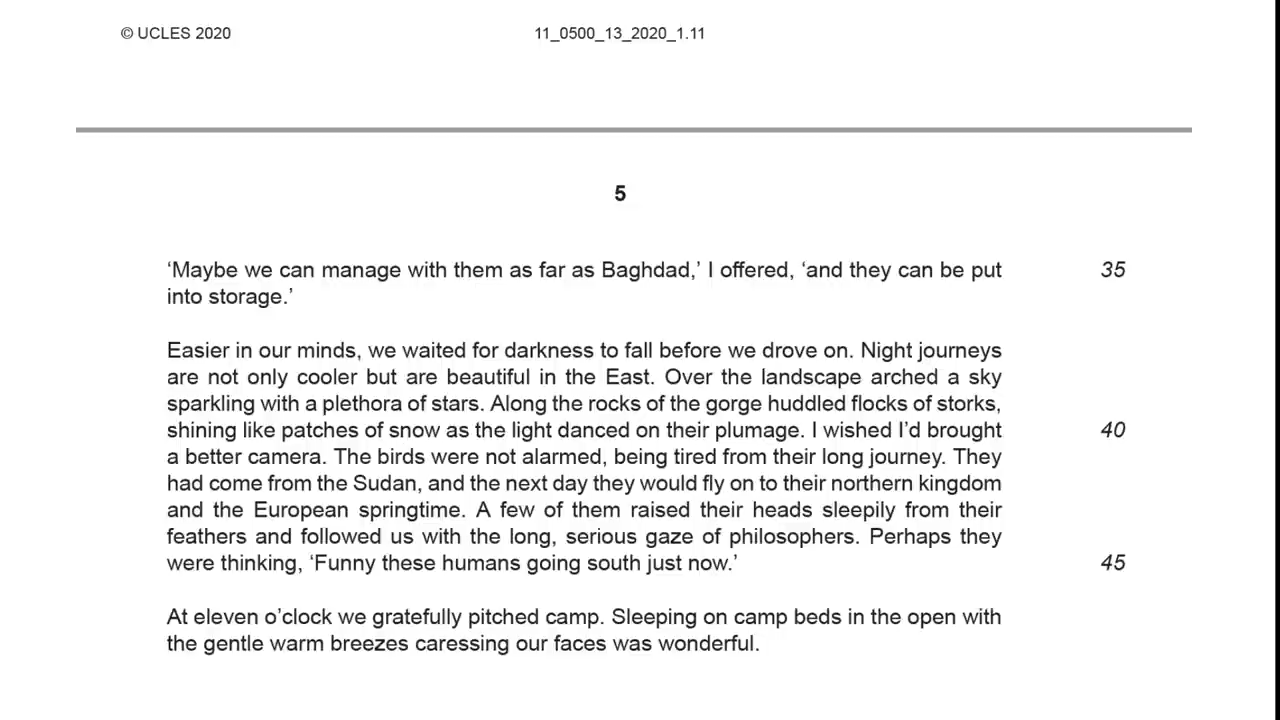 © UCLES 2020 11_0500_13_2020_1.11
5
‘Maybe we can manage with them as far as Baghdad,’ I offered, ‘and they can be put 35
into storage.’
Easier in our minds, we waited for darkness to fall before we drove on. Night journeys
are not only cooler but are beautiful in the East. Over the landscape arched a sky
sparkling with a plethora of stars. Along the rocks of the gorge huddled flocks of storks,
shining like patches of snow as the light danced on their plumage. I wished I’d brought 40
a better camera. The birds were not alarmed, being tired from their long journey. They
had come from the Sudan, and the next day they would fly on to their northern kingdom
and the European springtime. A few of them raised their heads sleepily from their
feathers and followed us with the long, serious gaze of philosophers. Perhaps they
were thinking, ‘Funny these humans going south just now.’ 45
At eleven o’clock we gratefully pitched camp. Sleeping on camp beds in the open with
the gentle warm breezes caressing our faces was wonderful.